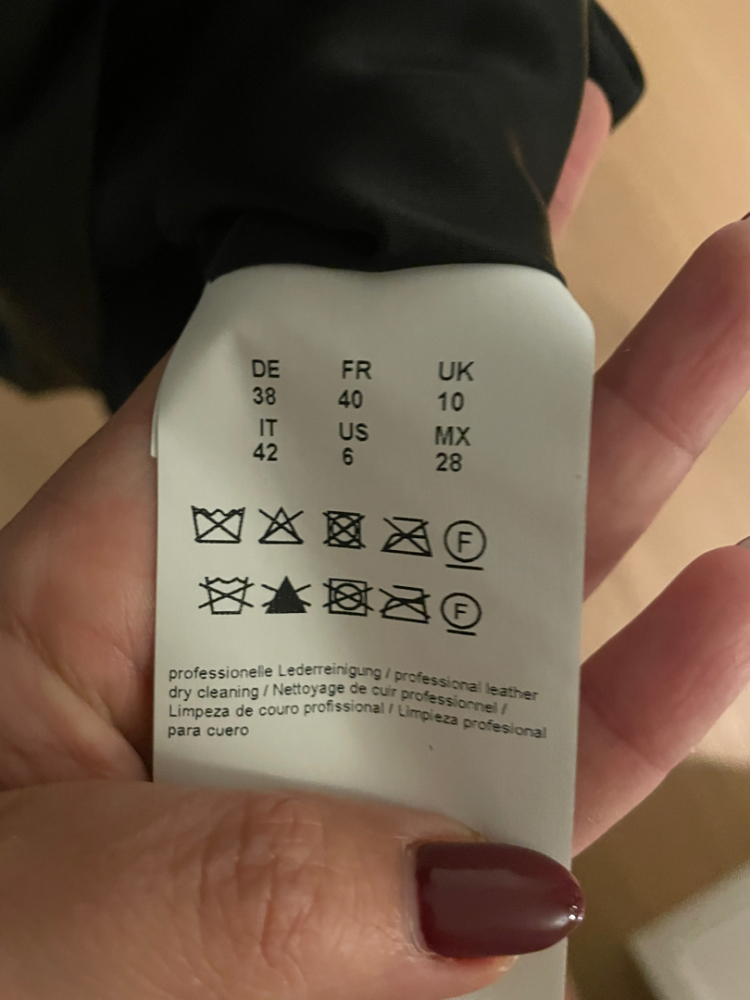 DE FR UK
38 40 10
IT US MX
42 6 28
F
F
professionelle Lederreinigung / professional leather
dry cleaning / Nettoyage de cuir professionnel /
Limpeza de couro profissional / Limpieza profesional
para cuero